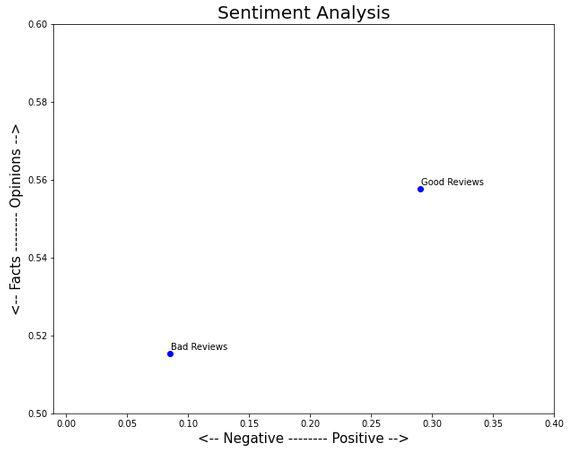 Sentiment Analysis
0.60
0.58
0.56
0.54
0.52
0.50
<-- Facts -------- Opinions -->
Good Reviews
Bad Reviews
0.00 0.05 0.10 0.15 0.20 0.25 0.30 0.35 0.40
<-- Negative -------- Positive -->